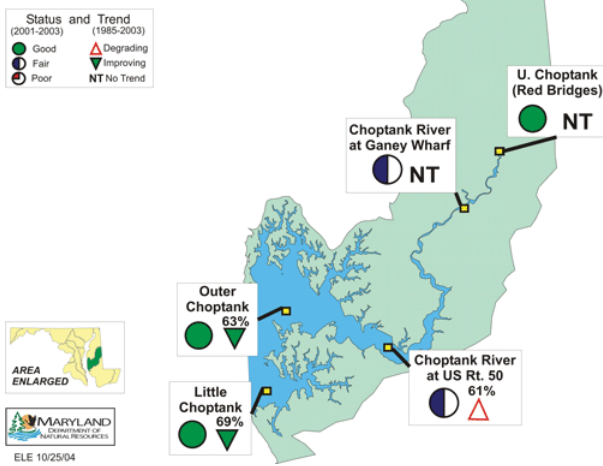 Status and Trend
(2001-2003) (1985-2003)
Good Degrading
Fair Improving
Poor NT No Trend
U. Choptank
(Red Bridges)
NT
Choptank River
at Ganey Wharf
NT
Outer
Choptank
63%
Choptank River
at US Rt. 50
61%
Little
Choptank
69%
AREA
ENLARGED
MARYLAND
DEPARTMENT OF
NATURAL RESOURCES
ELE 10/25/04